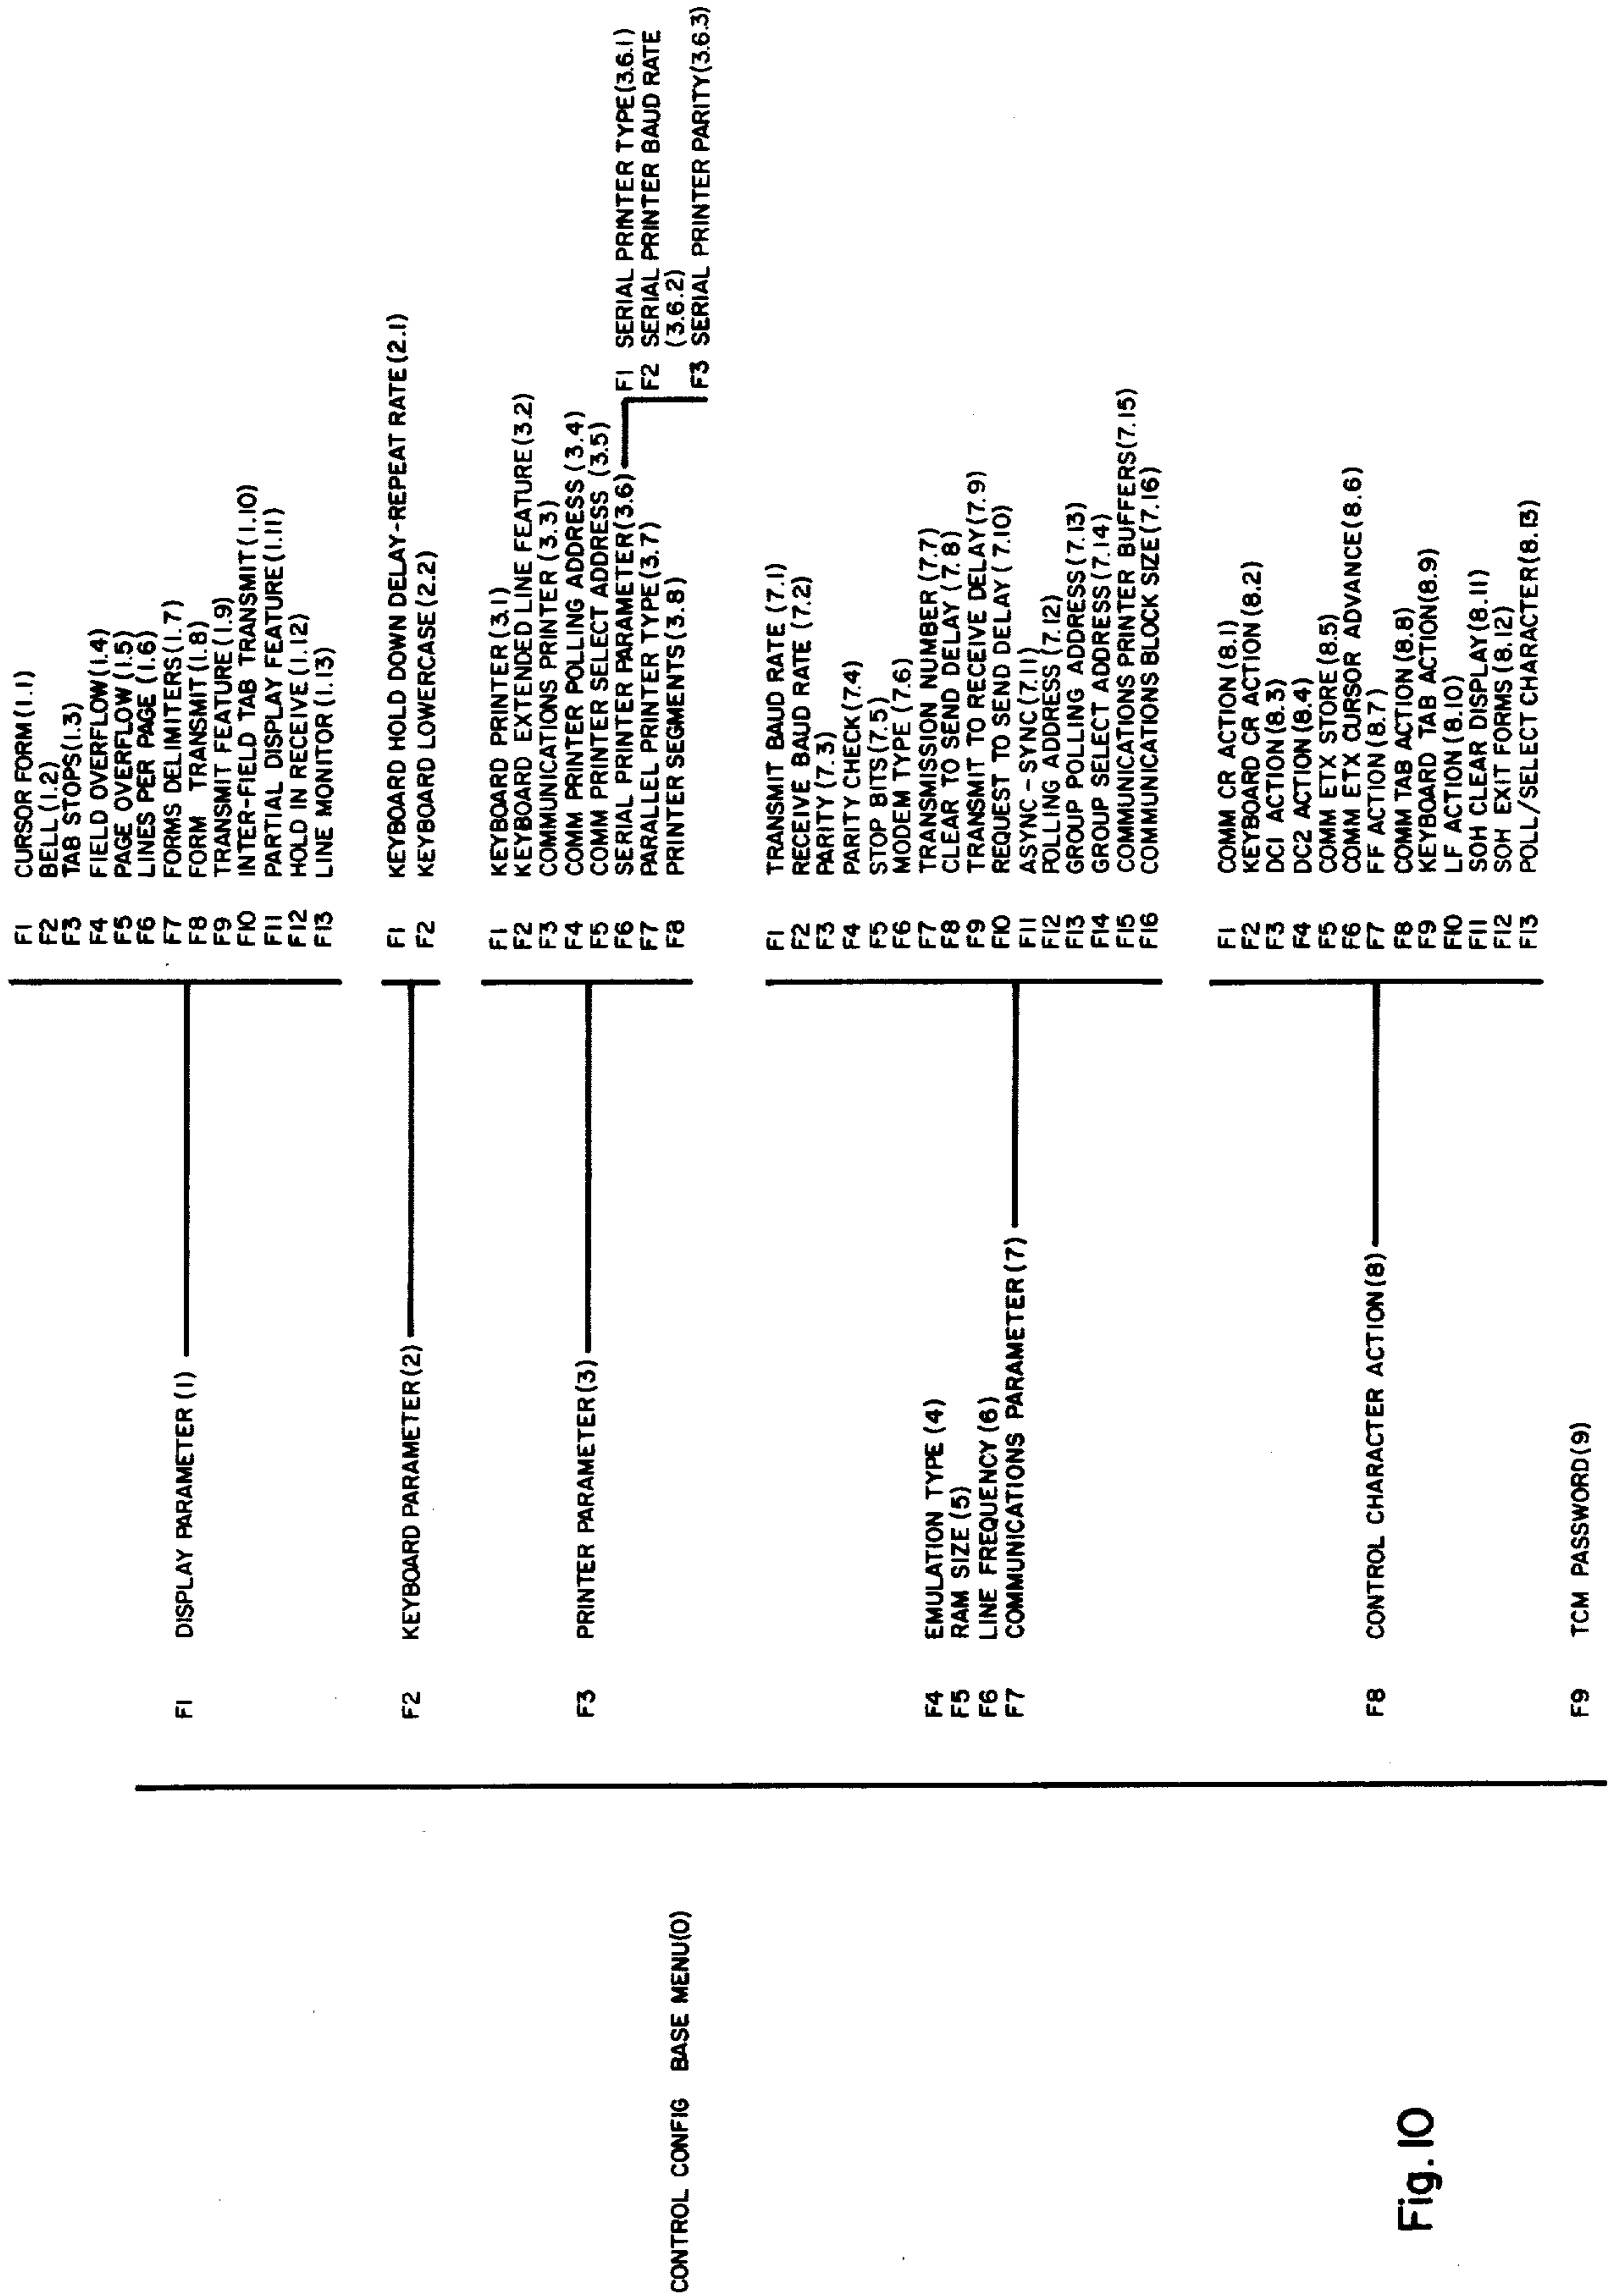 CONTROL CONFIG BASE MENU(0)
F1 DISPLAY PARAMETER (1)
F1 CURSOR FORM (1.1)
F2 BELL (1.2)
F3 TAB STOPS (1.3)
F4 FIELD OVERFLOW (1.4)
F5 PAGE OVERFLOW (1.5)
F6 LINES PER PAGE (1.6)
F7 FORMS DELIMITERS (1.7)
F8 FORM TRANSMIT (1.8)
F9 TRANSMIT FEATURE (1.9)
F10 INTER-FIELD TAB TRANSMIT (1.10)
F11 PARTIAL DISPLAY FEATURE (1.11)
F12 HOLD IN RECEIVE (1.12)
F13 LINE MONITOR (1.13)
F2 KEYBOARD PARAMETER (2)
F1 KEYBOARD HOLD DOWN DELAY-REPEAT RATE (2.1)
F2 KEYBOARD LOWERCASE (2.2)
F3 PRINTER PARAMETER (3)
F1 KEYBOARD PRINTER (3.1)
F2 KEYBOARD EXTENDED LINE FEATURE (3.2)
F3 COMMUNICATIONS PRINTER (3.3)
F4 COMM PRINTER POLLING ADDRESS (3.4)
F5 COMM PRINTER SELECT ADDRESS (3.5)
F6 SERIAL PRINTER PARAMETER (3.6)
F1 SERIAL PRINTER TYPE (3.6.1)
F2 SERIAL PRINTER BAUD RATE
(3.6.2)
F3 SERIAL PRINTER PARITY (3.6.3)
F7 PARALLEL PRINTER TYPE (3.7)
F8 PRINTER SEGMENTS (3.8)
F4 EMULATION TYPE (4)
F5 RAM SIZE (5)
F6 LINE FREQUENCY (6)
F7 COMMUNICATIONS PARAMETER (7)
F1 TRANSMIT BAUD RATE (7.1)
F2 RECEIVE BAUD RATE (7.2)
F3 PARITY (7.3)
F4 PARITY CHECK (7.4)
F5 STOP BITS (7.5)
F6 MODEM TYPE (7.6)
F7 TRANSMISSION NUMBER (7.7)
F8 CLEAR TO SEND DELAY (7.8)
F9 TRANSMIT TO RECEIVE DELAY (7.9)
F10 REQUEST TO SEND DELAY (7.10)
F11 ASYNC-SYNC (7.11)
F12 POLLING ADDRESS (7.12)
F13 GROUP POLLING ADDRESS (7.13)
F14 GROUP SELECT ADDRESS (7.14)
F15 COMMUNICATIONS PRINTER BUFFERS (7.15)
F16 COMMUNICATIONS BLOCK SIZE (7.16)
F8 CONTROL CHARACTER ACTION (8)
F1 COMM CR ACTION (8.1)
F2 KEYBOARD CR ACTION (8.2)
F3 DC1 ACTION (8.3)
F4 DC2 ACTION (8.4)
F5 COMM ETX STORE (8.5)
F6 COMM ETX CURSOR ADVANCE (8.6)
F7 FF ACTION (8.7)
F8 COMM TAB ACTION (8.8)
F9 KEYBOARD TAB ACTION (8.9)
F10 LF ACTION (8.10)
F11 SOH CLEAR DISPLAY (8.11)
F12 SOH EXIT FORMS (8.12)
F13 POLL/SELECT CHARACTER (8.13)
F9 TCM PASSWORD (9)
Fig. 10